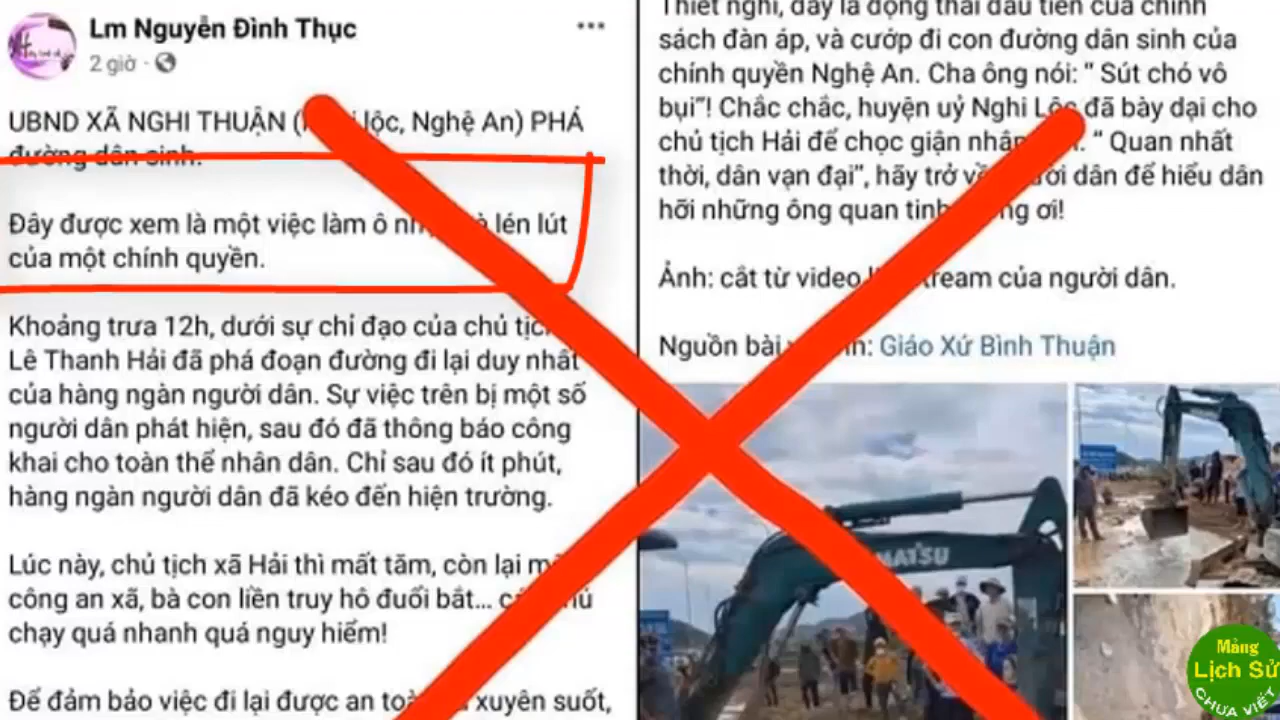 Lm Nguyễn Đình Thục
2 giờ ·
UBND XÃ NGHI THUẬN lộc, Nghệ An) PHÁ
đường dân sinh.
Đây được xem là một việc làm ô lén lút
của một chính quyền.
Khoảng trưa 12h, dưới sự chỉ đạo của chủ
Lê Thanh Hải đã phá đoạn đường đi lại duy nhất
của hàng ngàn người dân. Sự việc trên bị một số
người dân phát hiện, sau đó đã thông báo công
khai cho toàn thể nhân dân. Chỉ sau đó ít phút,
hàng ngàn người dân đã kéo đến hiện trường.
Lúc này, chủ tịch xã Hải thì mất tăm, còn lại
công an xã, bà con liền truy hô đuổi bắt...
chạy quá nhanh quá nguy hiểm!
Để đảm bảo việc đi lại được an xuyên suốt,
Thiết nghĩ, đây là động thái đầu tiên của chính
sách đàn áp, và cướp đi con đường dân sinh của
chính quyền Nghệ An. Cha ông nói: “ Sút chó vô
bụi”! Chắc chắc, huyện uỷ Nghi Lộc đã bày dại cho
chủ tịch Hải để chọc giận “ Quan nhất
thời, dân vạn đại”, hãy trở dân để hiểu dân
hỡi những ông quan ơi!
Ảnh: cắt từ video của người dân.
Nguồn bài Giáo Xứ Bình Thuận
Mảng
Lịch Sử
CHƯA VIẾT